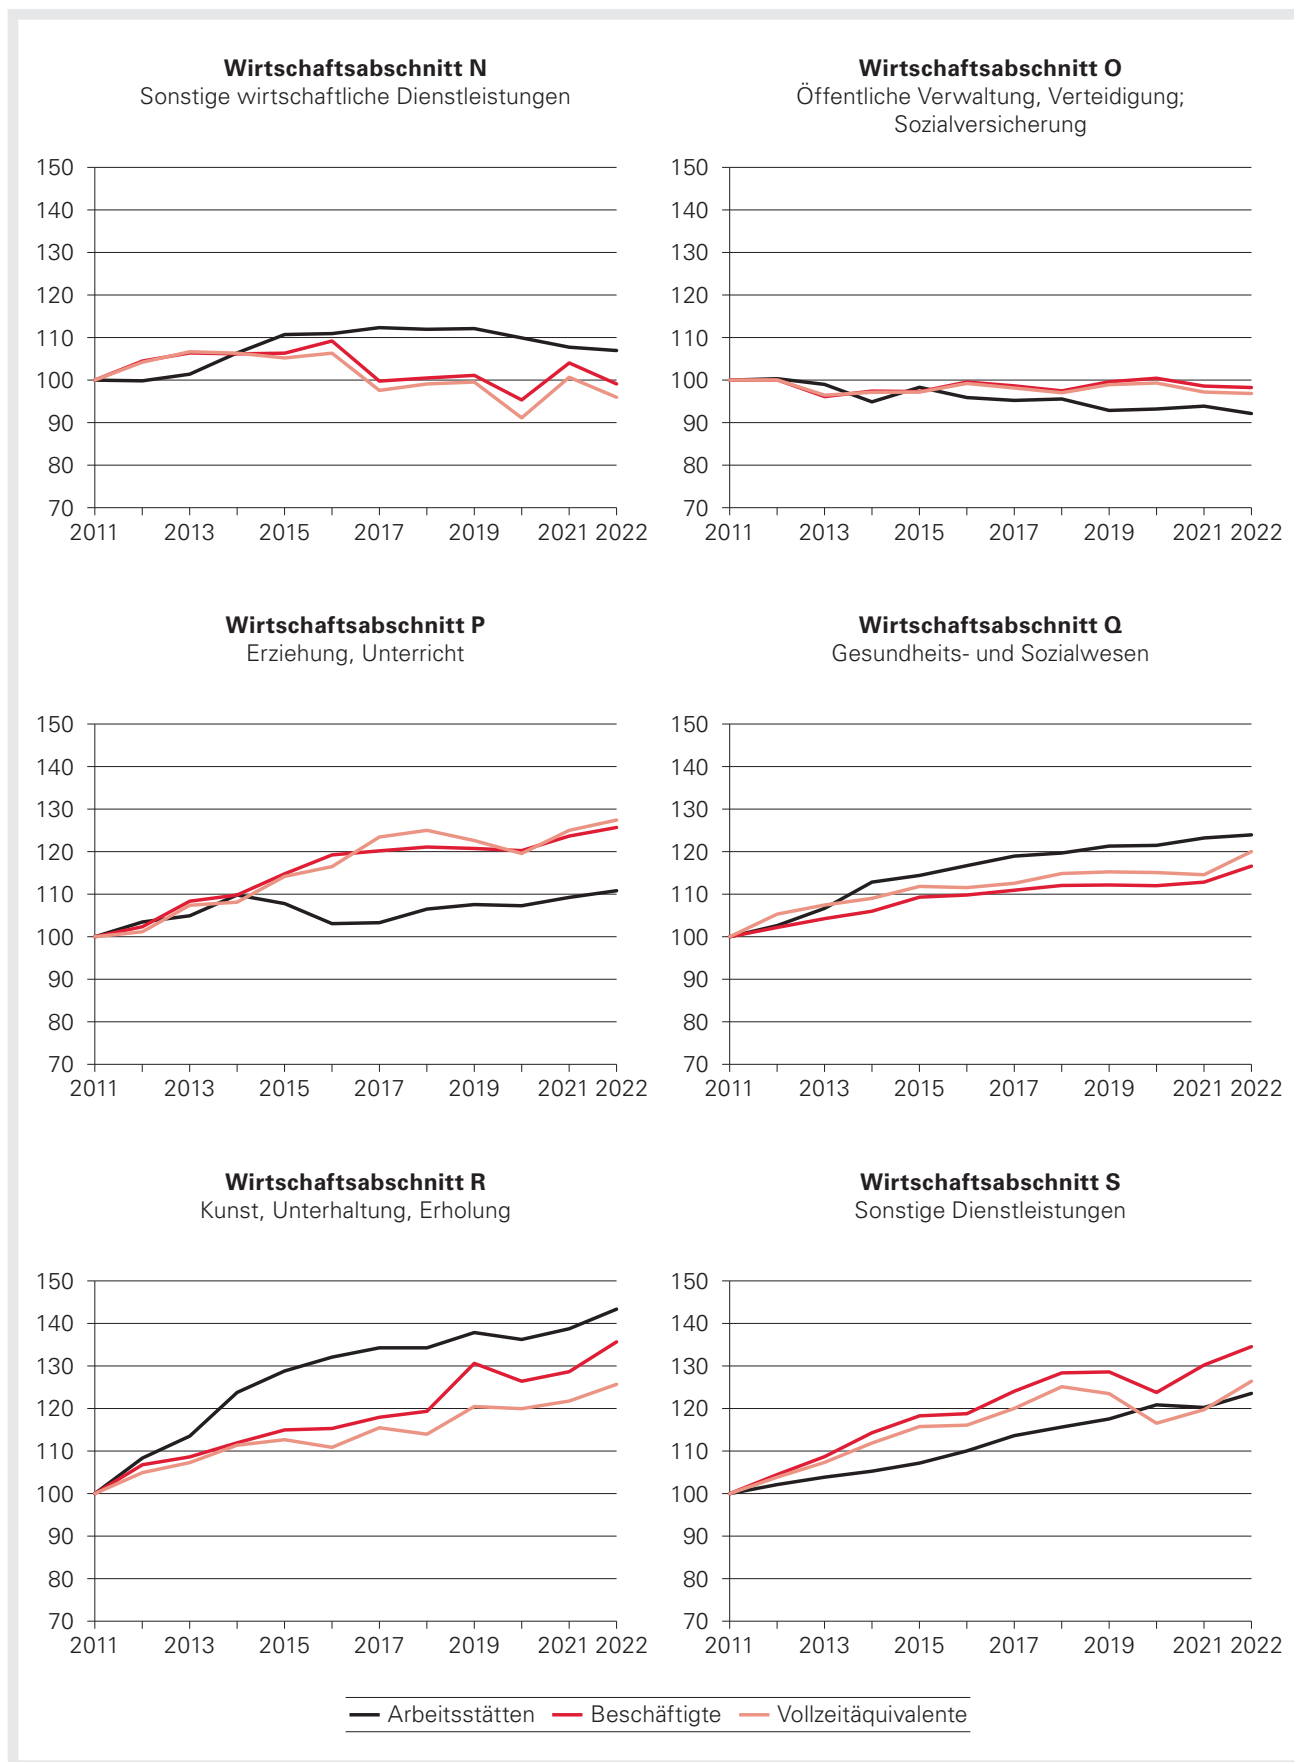 Wirtschaftsabschnitt N
Sonstige wirtschaftliche Dienstleistungen
150
140
130
120
110
100
90
80
70
2011 2013 2015 2017 2019 2021 2022
Wirtschaftsabschnitt O
Öffentliche Verwaltung, Verteidigung;
Sozialversicherung
150
140
130
120
110
100
90
80
70
2011 2013 2015 2017 2019 2021 2022
Wirtschaftsabschnitt P
Erziehung, Unterricht
150
140
130
120
110
100
90
80
70
2011 2013 2015 2017 2019 2021 2022
Wirtschaftsabschnitt Q
Gesundheits- und Sozialwesen
150
140
130
120
110
100
90
80
70
2011 2013 2015 2017 2019 2021 2022
Wirtschaftsabschnitt R
Kunst, Unterhaltung, Erholung
150
140
130
120
110
100
90
80
70
2011 2013 2015 2017 2019 2021 2022
Wirtschaftsabschnitt S
Sonstige Dienstleistungen
150
140
130
120
110
100
90
80
70
2011 2013 2015 2017 2019 2021 2022
Arbeitsstätten Beschäftigte Vollzeitäquivalente